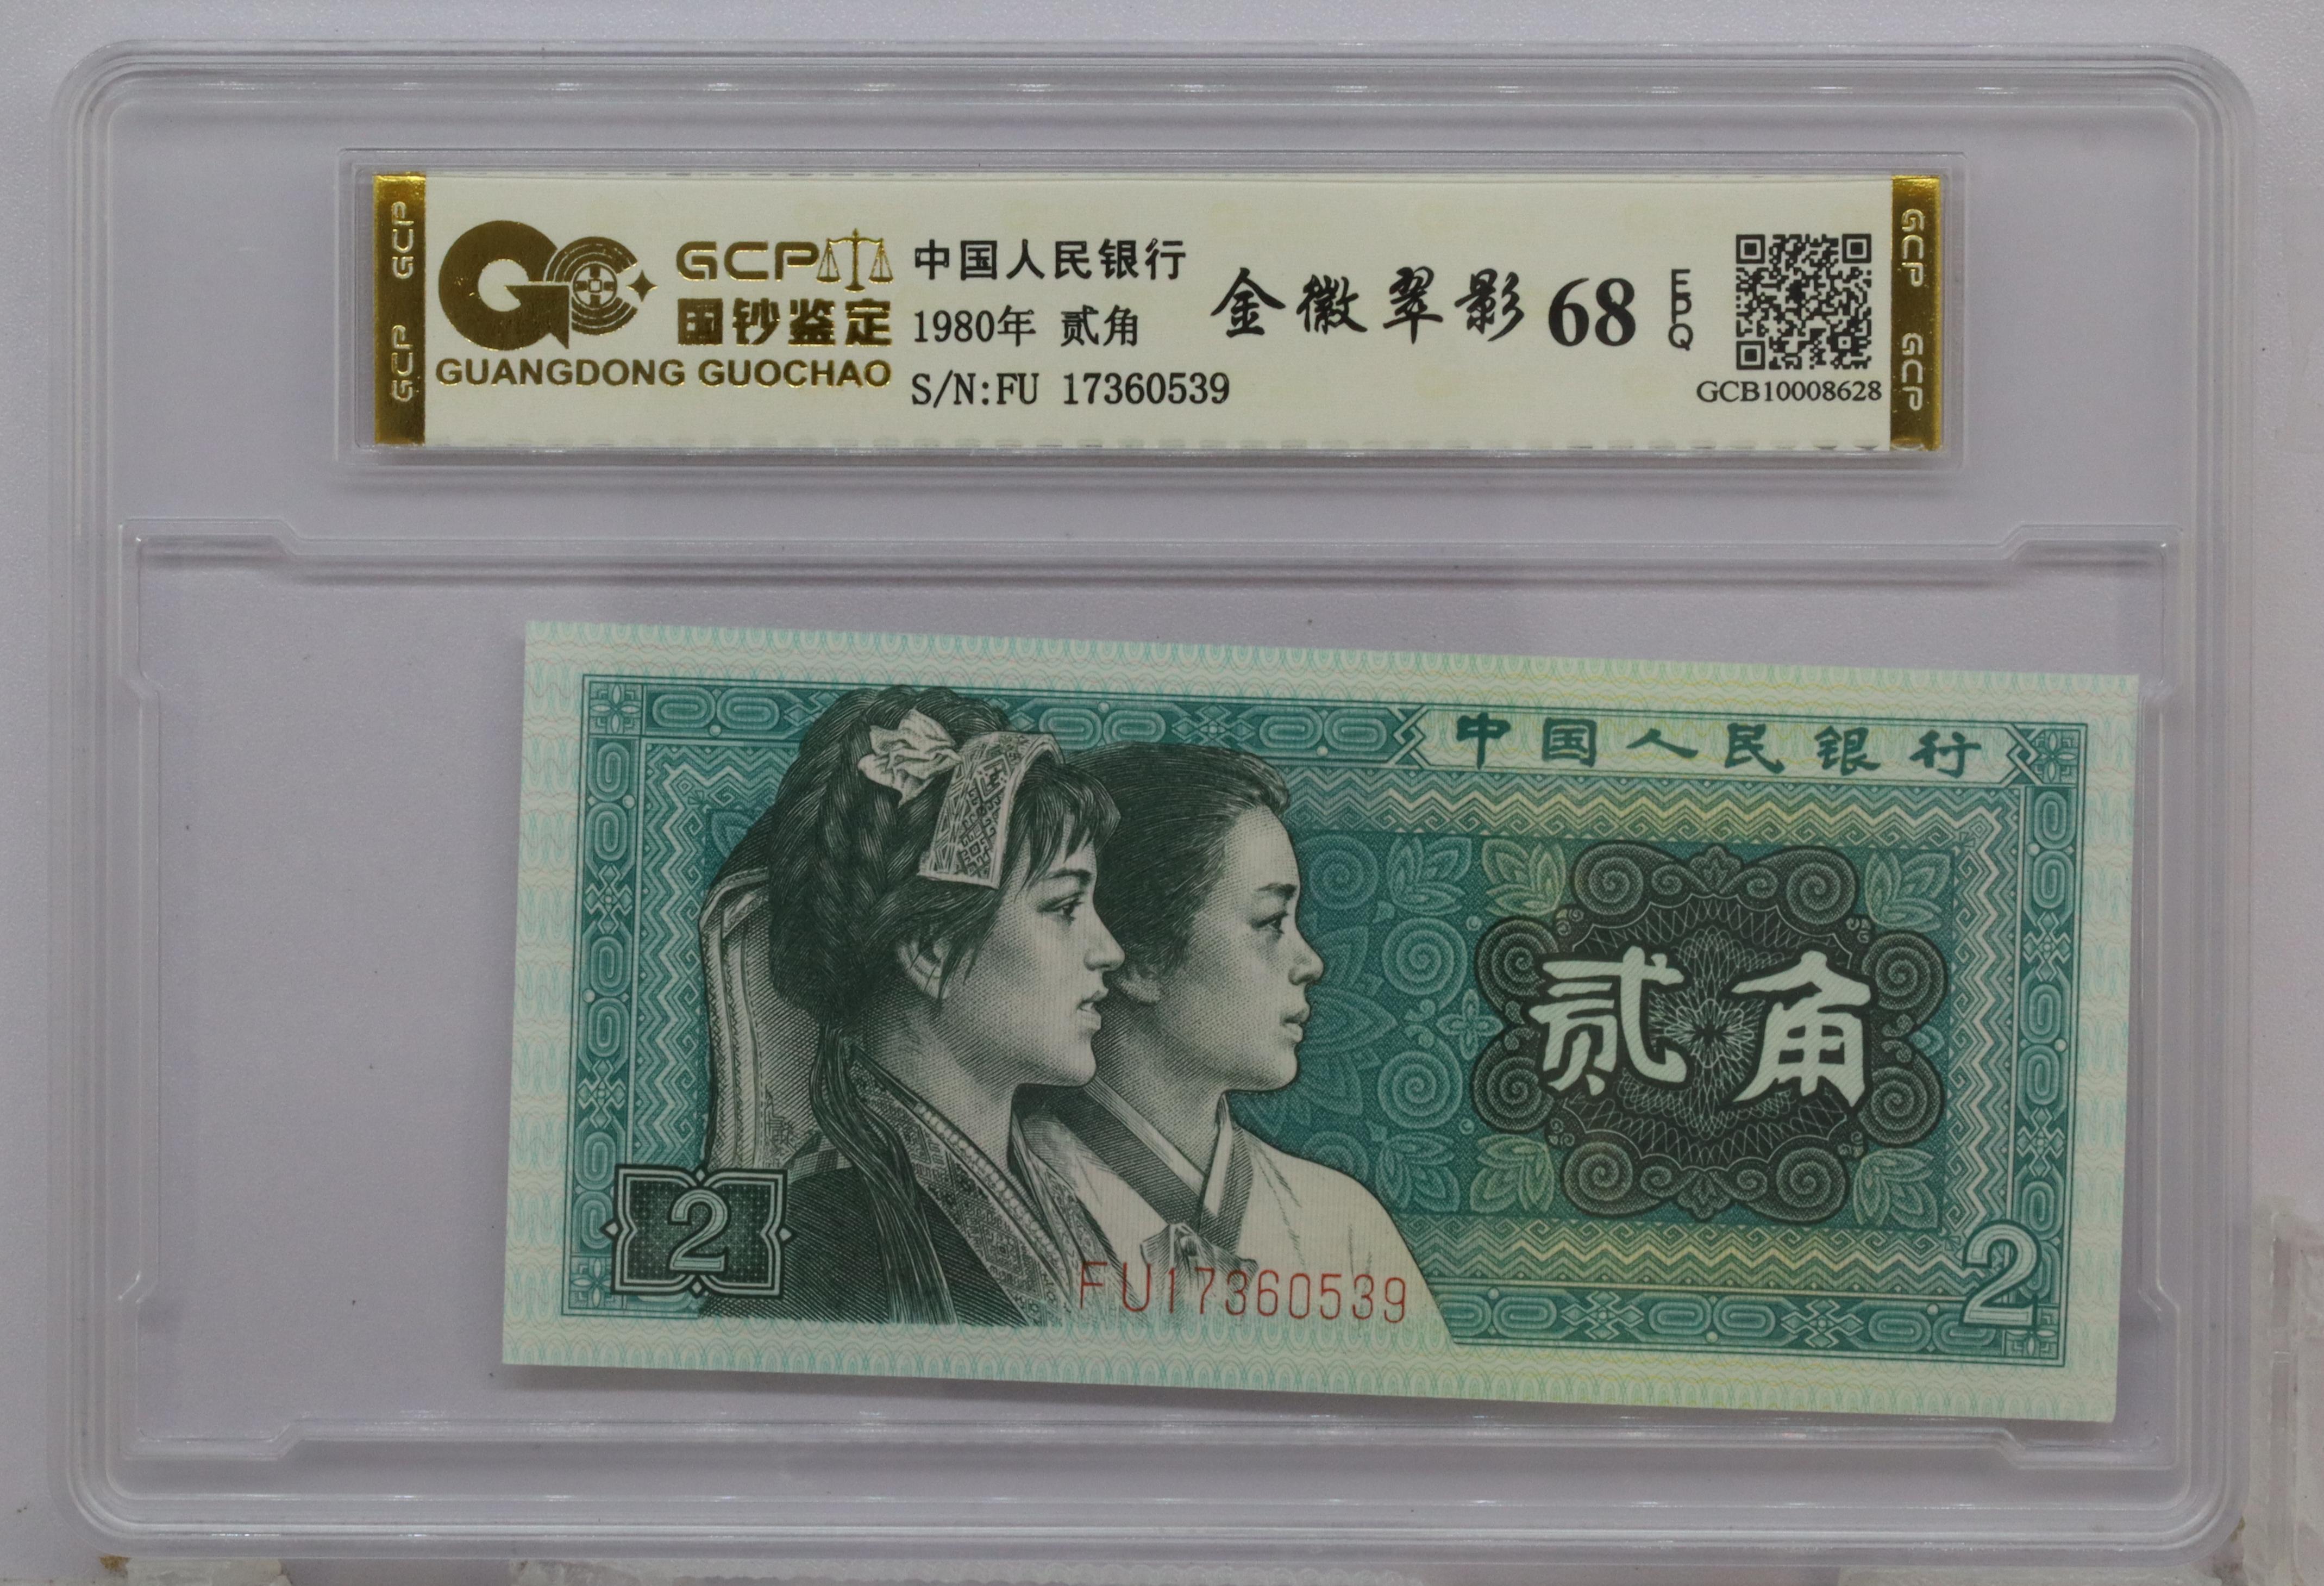 GCP GCP
GCP
国钞鉴定
GUANGDONG GUOCHAO
中国人民银行
1980年 贰角
S/N:FU 17360539
金徽翠影 68
EPQ
GCB10008628
GCP GCP
中国人民银行
贰角
2
FU17360539
2